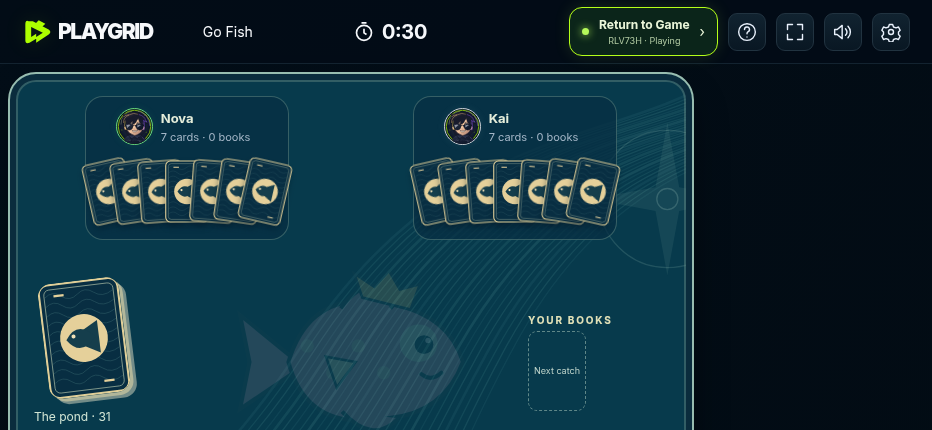 PLAYGRID
Go Fish
0:30
Return to Game
RLV73H · Playing
Nova
7 cards · 0 books
Kai
7 cards · 0 books
YOUR BOOKS
Next catch
The pond · 31